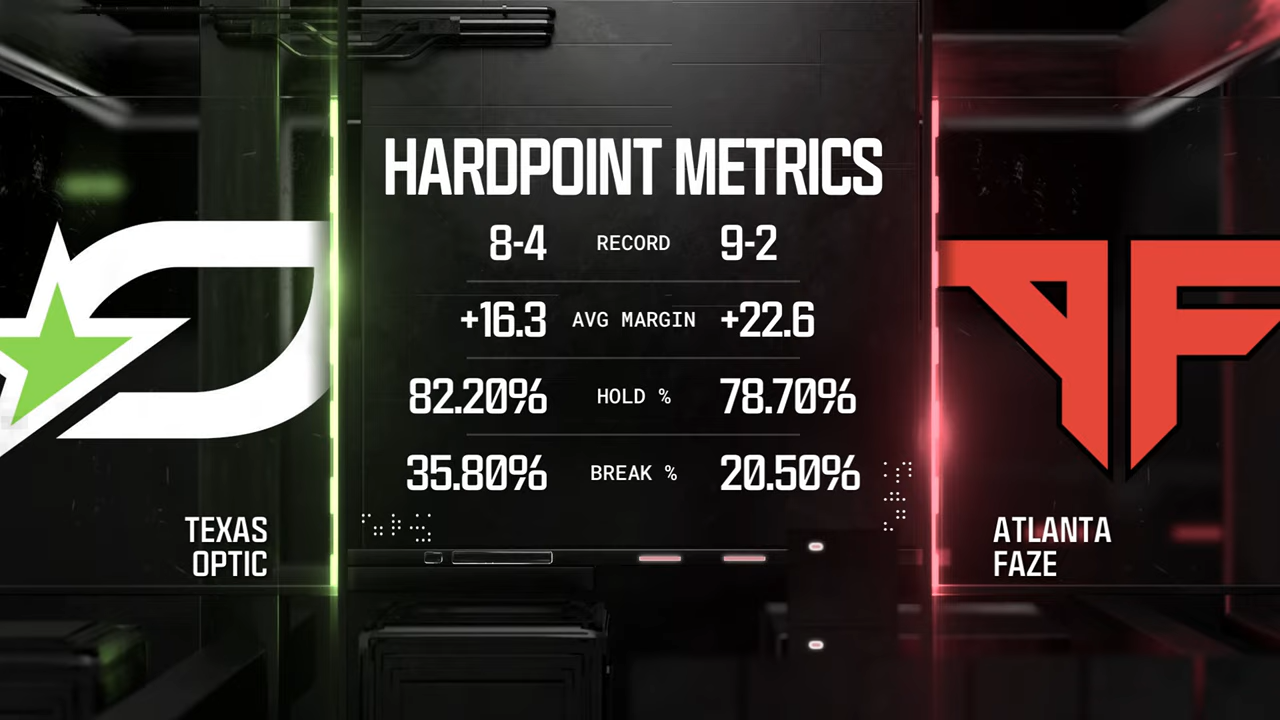 HARDPOINT METRICS
8-4 RECORD 9-2
+16.3 AVG MARGIN +22.6
82.20% HOLD % 78.70%
35.80% BREAK % 20.50%
TEXAS
OPTIC
ATLANTA
FAZE